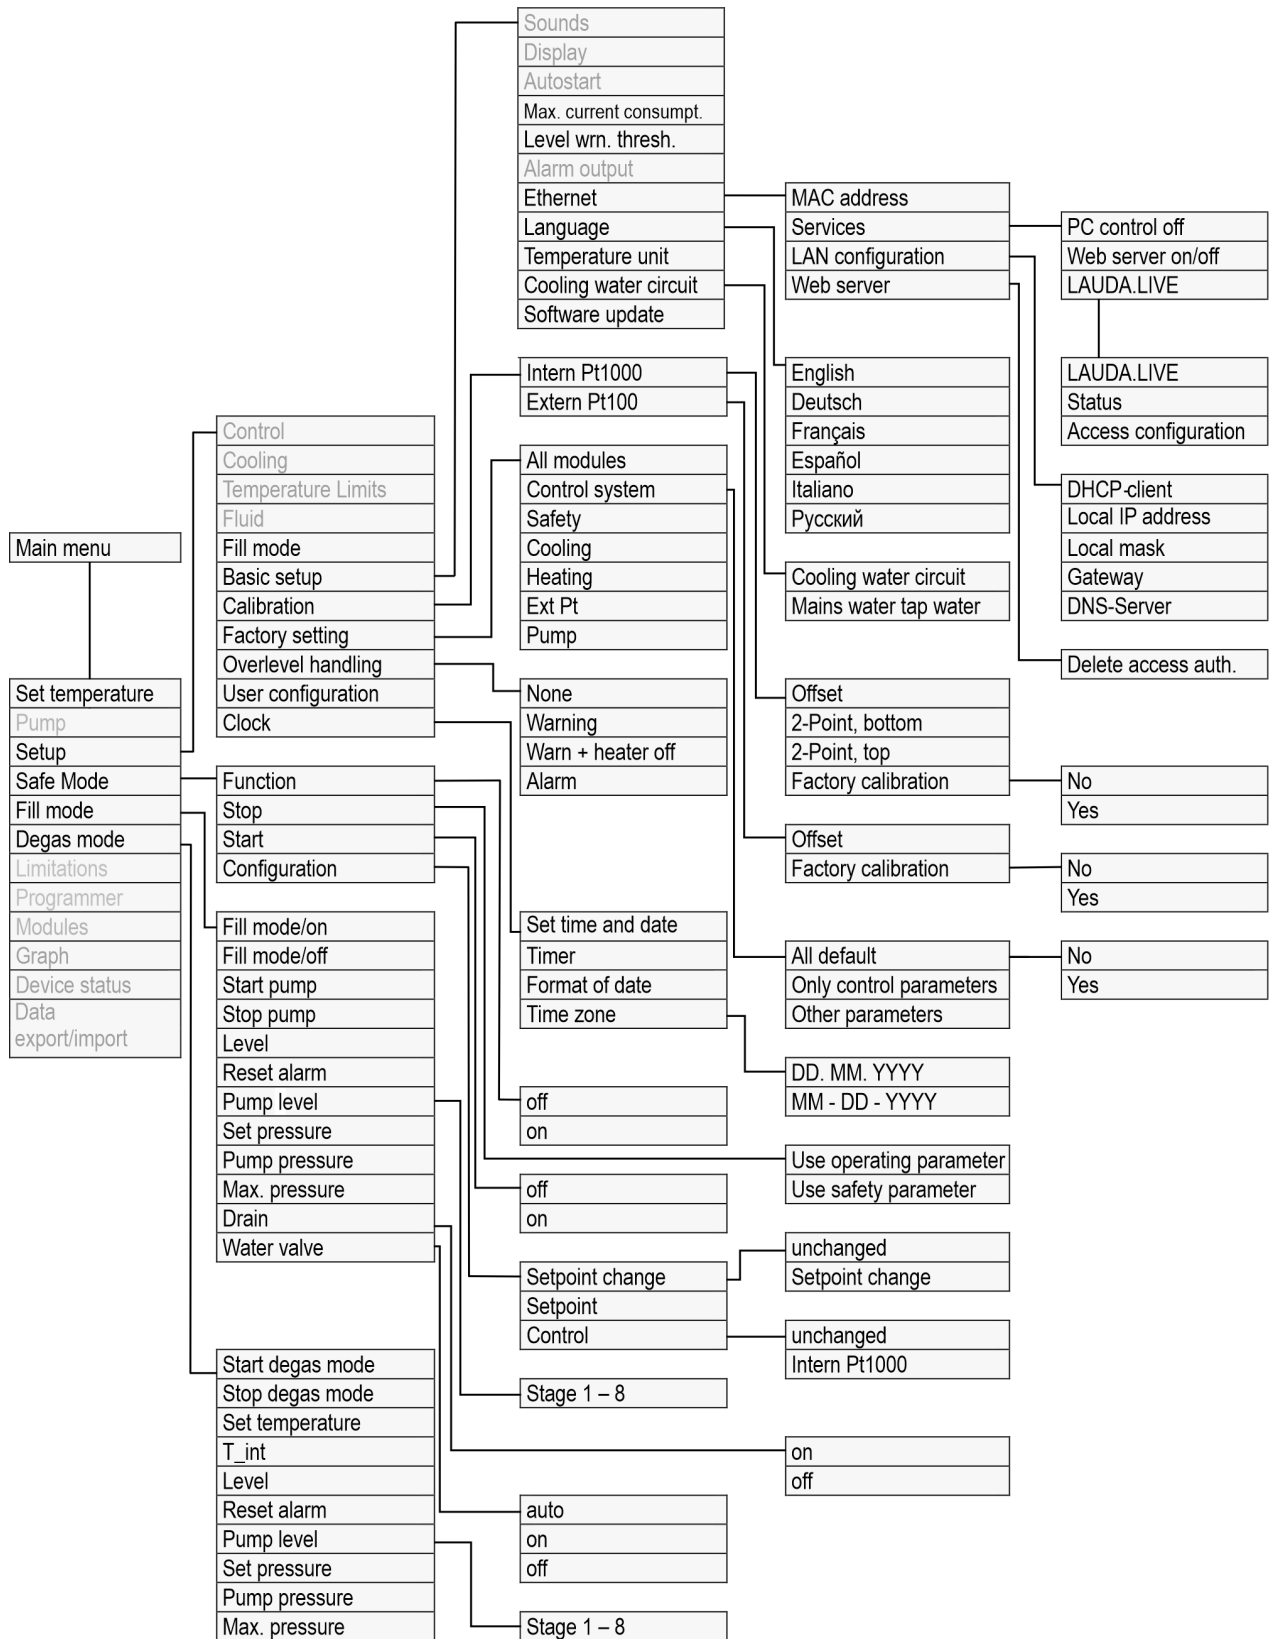 Main menu
Set temperature
Pump
Setup
Safe Mode
Fill mode
Degas mode
Limitations
Programmer
Modules
Graph
Device status
Data
export/import
Control
Cooling
Temperature Limits
Fluid
Fill mode
Basic setup
Calibration
Factory setting
Overlevel handling
User configuration
Clock
Function
Stop
Start
Configuration
Fill mode/on
Fill mode/off
Start pump
Stop pump
Level
Reset alarm
Pump level
Set pressure
Pump pressure
Max. pressure
Drain
Water valve
Start degas mode
Stop degas mode
Set temperature
T_int
Level
Reset alarm
Pump level
Set pressure
Pump pressure
Max. pressure
Sounds
Display
Autostart
Max. current consumpt.
Level wrn. thresh.
Alarm output
Ethernet
Language
Temperature unit
Cooling water circuit
Software update
Intern Pt1000
Extern Pt100
All modules
Control system
Safety
Cooling
Heating
Ext Pt
Pump
None
Warning
Warn + heater off
Alarm
Set time and date
Timer
Format of date
Time zone
off
on
off
on
Setpoint change
Setpoint
Control
Stage 1 – 8
auto
on
off
Stage 1 – 8
MAC address
Services
LAN configuration
Web server
English
Deutsch
Français
Español
Italiano
Русский
Cooling water circuit
Mains water tap water
Offset
2-Point, bottom
2-Point, top
Factory calibration
Offset
Factory calibration
All default
Only control parameters
Other parameters
DD. MM. YYYY
MM - DD - YYYY
Use operating parameter
Use safety parameter
unchanged
Setpoint change
unchanged
Intern Pt1000
on
off
PC control off
Web server on/off
LAUDA.LIVE
LAUDA.LIVE
Status
Access configuration
DHCP-client
Local IP address
Local mask
Gateway
DNS-Server
Delete access auth.
No
Yes
No
Yes
No
Yes